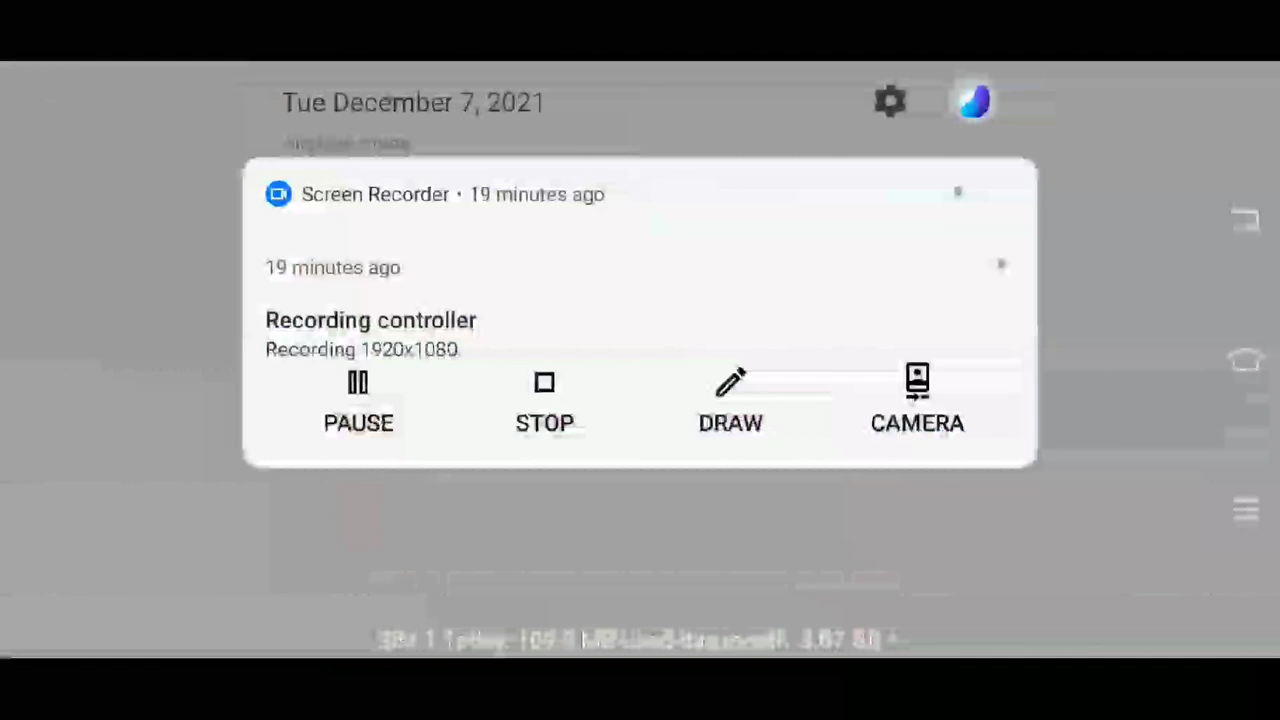 Tue December 7, 2021
Screen Recorder • 19 minutes ago
19 minutes ago
Recording controller
Recording 1920x1080
PAUSE STOP DRAW CAMERA